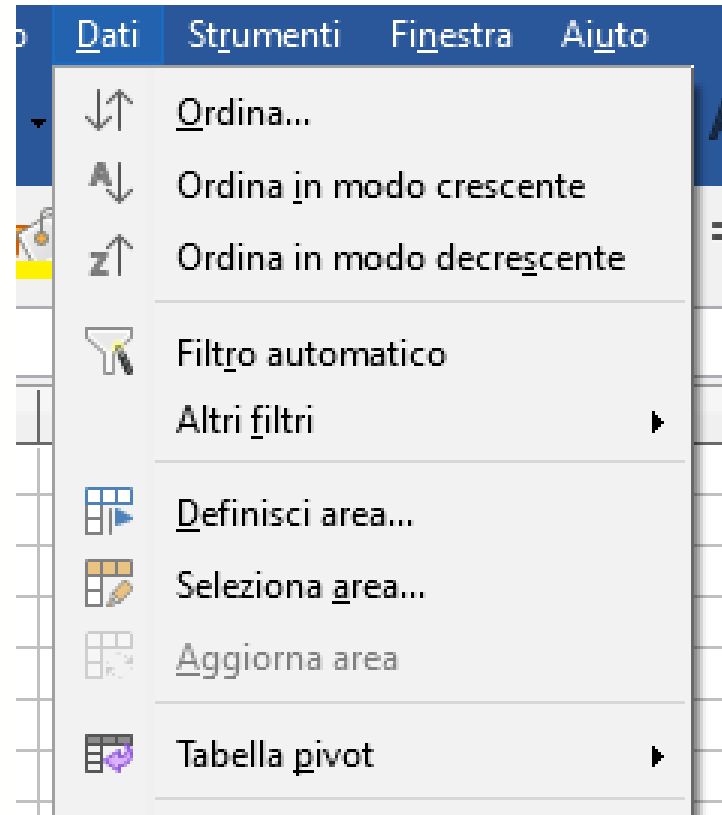 Dati Strumenti Finestra Aiuto
Ordina...
Ordina in modo crescente
Ordina in modo decrescente
Filtro automatico
Altri filtri
Definisci area...
Seleziona area...
Aggiorna area
Tabella pivot